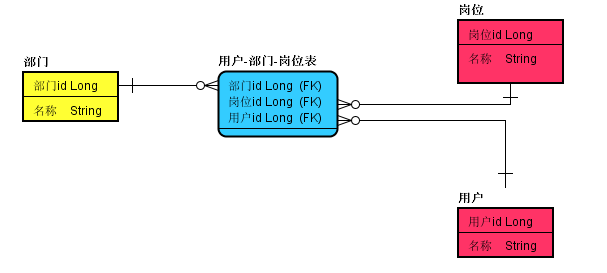 部门
部门id Long
名称 String
用户-部门-岗位表
部门id Long (FK)
岗位id Long (FK)
用户id Long (FK)
岗位
岗位id Long
名称 String
用户
用户id Long
名称 String